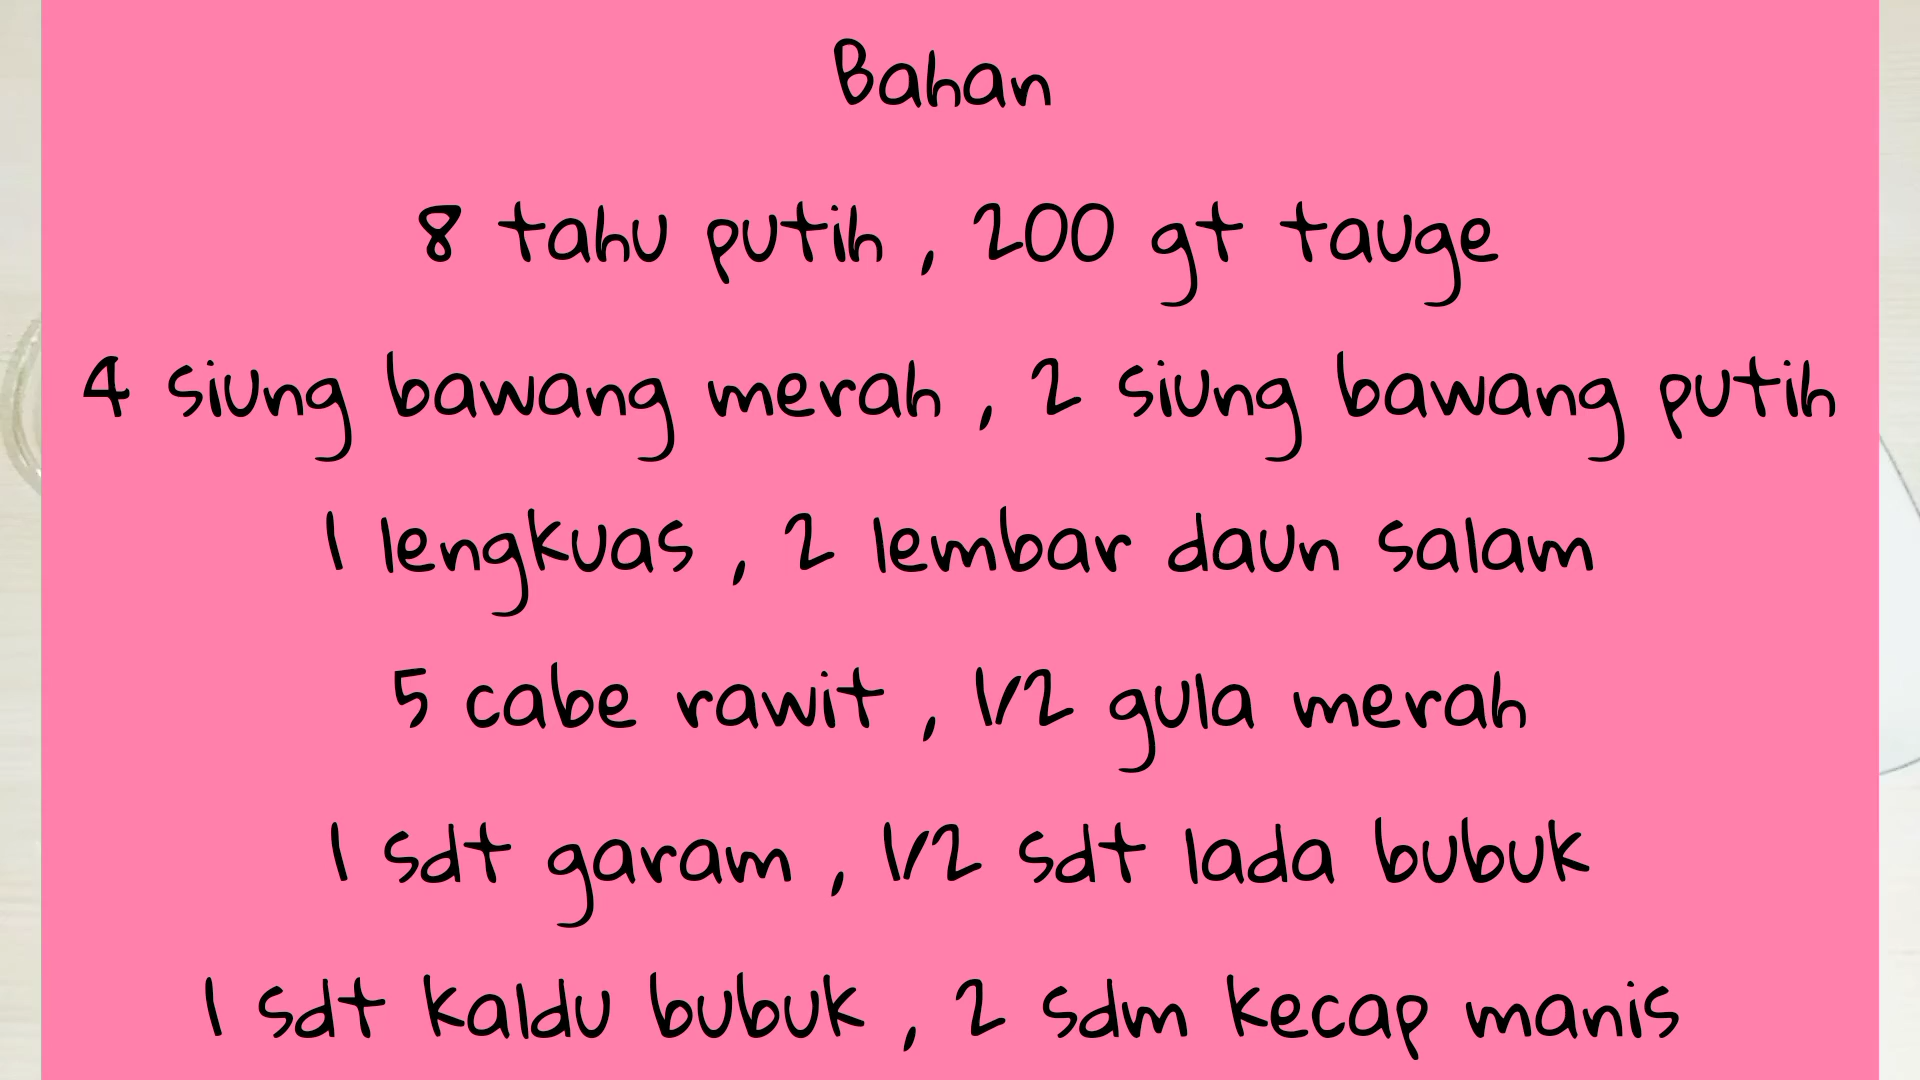 Bahan
8 tahu putih , 200 gt tauge
4 siung bawang merah , 2 siung bawang putih
1 lengkuas , 2 lembar daun salam
5 cabe rawit , 1/2 gula merah
1 sdt garam , 1/2 sdt lada bubuk
1 sdt kaldu bubuk , 2 sdm kecap manis